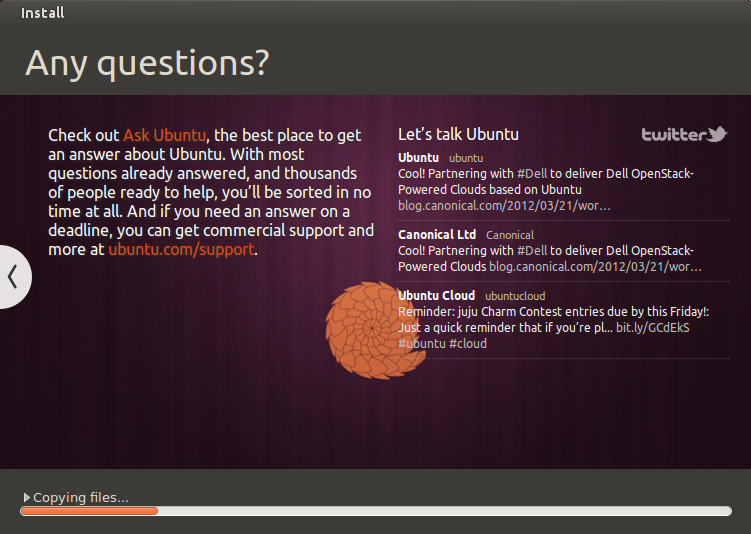 Install
Any questions?
Check out Ask Ubuntu, the best place to get
an answer about Ubuntu. With most
questions already answered, and thousands
of people ready to help, you’ll be sorted in no
time at all. And if you need an answer on a
deadline, you can get commercial support and
more at ubuntu.com/support.
Let’s talk Ubuntu
twitter
Ubuntu ubuntu
Cool! Partnering with #Dell to deliver Dell OpenStack-
Powered Clouds based on Ubuntu
blog.canonical.com/2012/03/21/wor…
Canonical Ltd Canonical
Cool! Partnering with #Dell to deliver Dell OpenStack-
Powered Clouds blog.canonical.com/2012/03/21/wor…
Ubuntu Cloud ubuntucloud
Reminder: juju Charm Contest entries due by this Friday!:
Just a quick reminder that if you’re pl... bit.ly/GCdEkS
#ubuntu #cloud
Copying files...